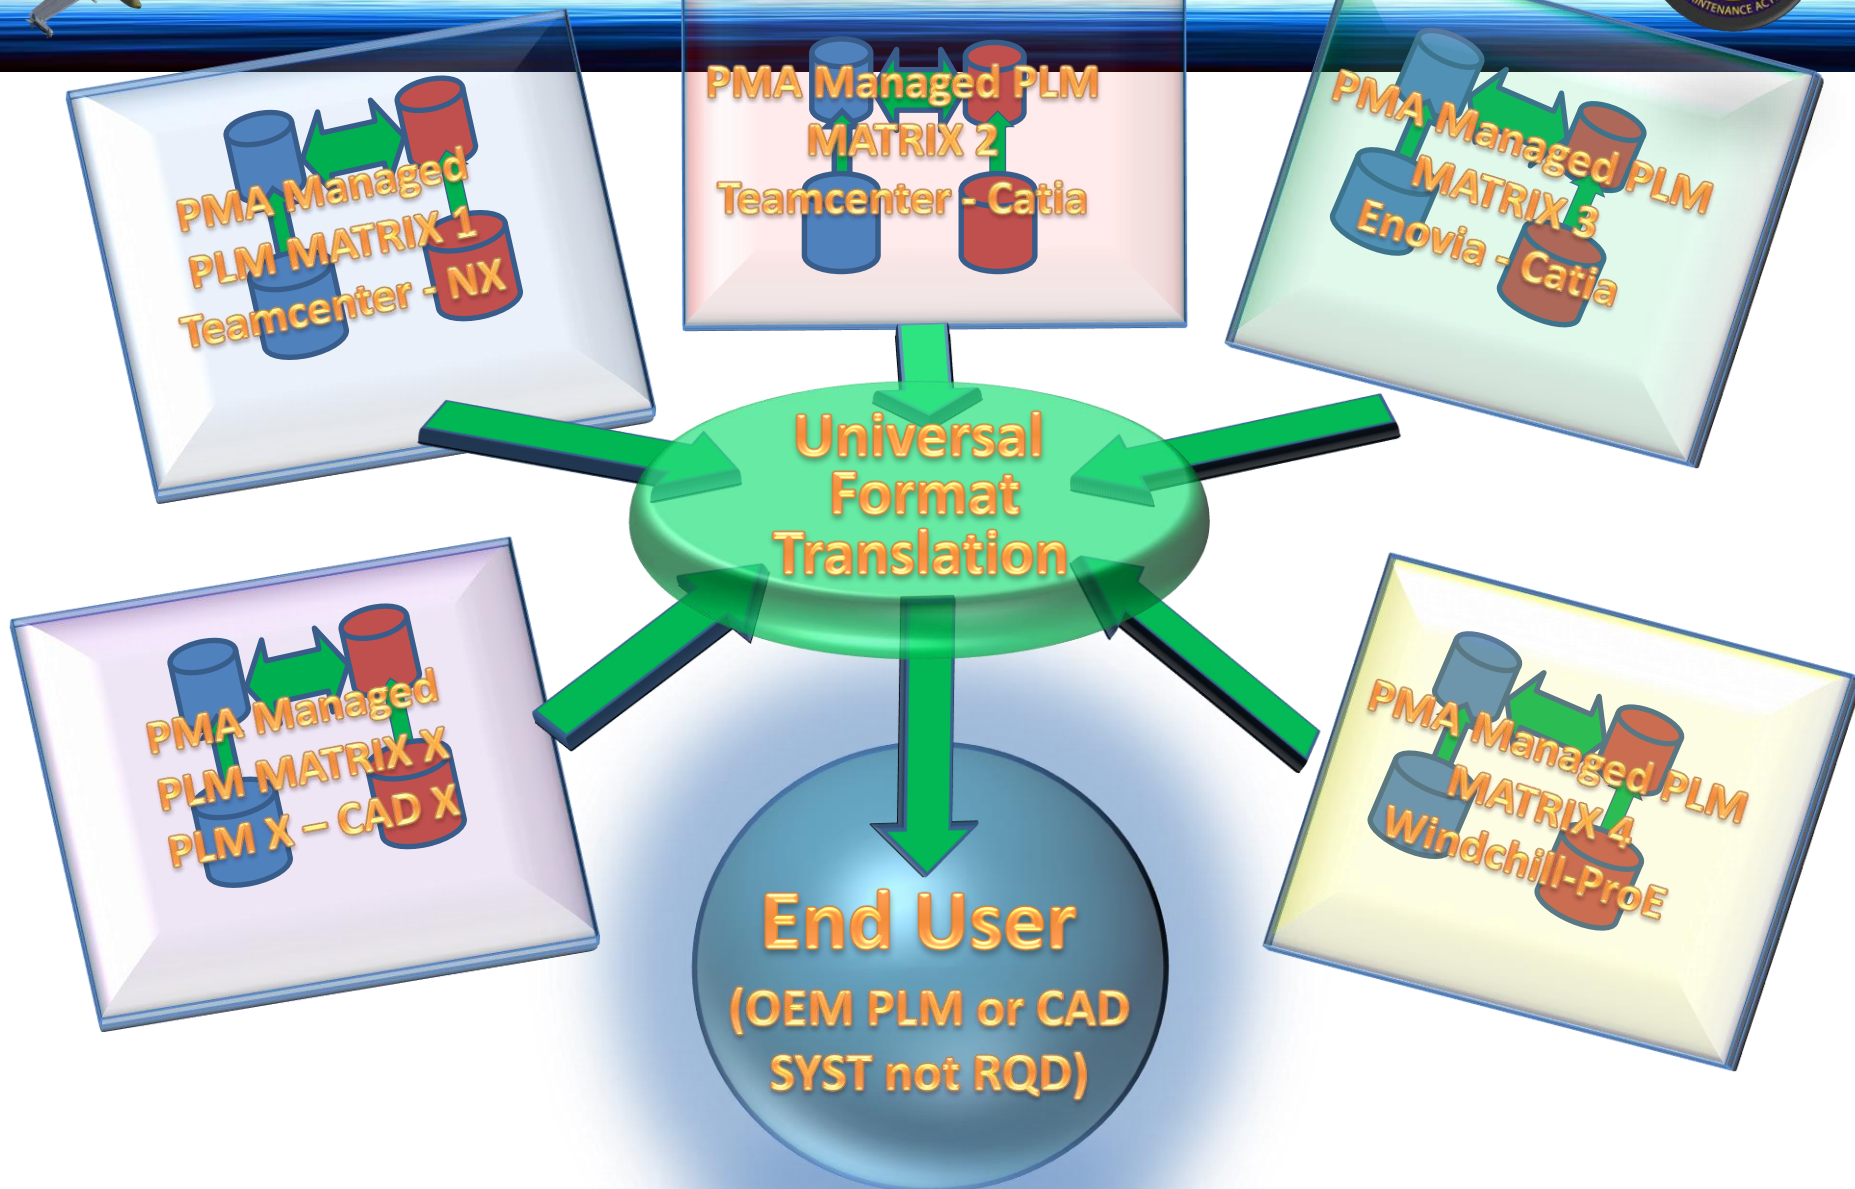 PMA Managed
PLM MATRIX 1
Teamcenter - NX
PMA Managed PLM
MATRIX 2
Teamcenter - Catia
PMA Managed PLM
MATRIX 3
Enovia - Catia
Universal
Format
Translation
PMA Managed
PLM MATRIX X
PLM X – CAD X
PMA Managed PLM
MATRIX 4
Windchill-ProE
End User
(OEM PLM or CAD
SYST not RQD)